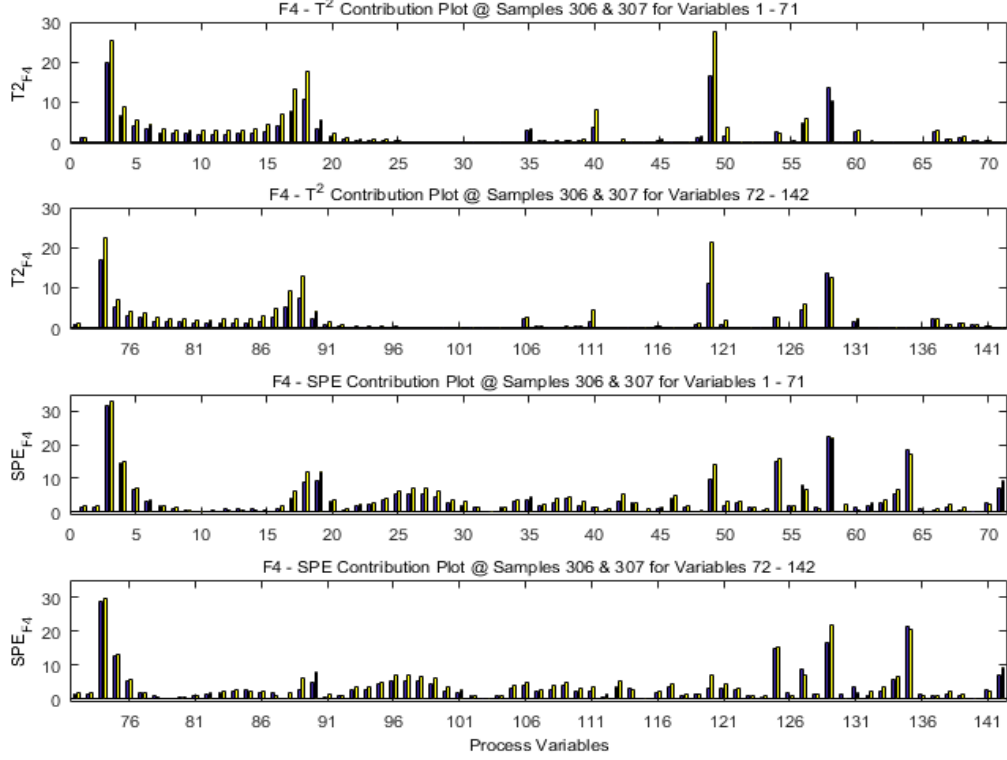 F4 - T² Contribution Plot @ Samples 306 & 307 for Variables 1 - 71
30
20
10
0
T2F4
0 5 10 15 20 25 30 35 40 45 50 55 60 65 70
F4 - T² Contribution Plot @ Samples 306 & 307 for Variables 72 - 142
30
20
10
0
T2F4
76 81 86 91 96 101 106 111 116 121 126 131 136 141
F4 - SPE Contribution Plot @ Samples 306 & 307 for Variables 1 - 71
30
20
10
0
SPEF4
0 5 10 15 20 25 30 35 40 45 50 55 60 65 70
F4 - SPE Contribution Plot @ Samples 306 & 307 for Variables 72 - 142
30
20
10
0
SPEF4
76 81 86 91 96 101 106 111 116 121 126 131 136 141
Process Variables